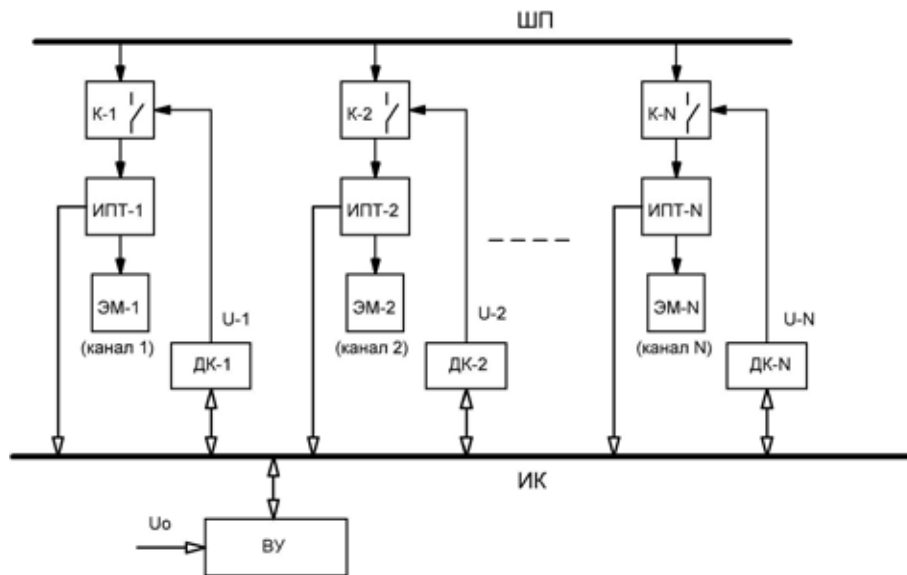 ШП
К-1
К-2
К-N
ИПТ-1
ИПТ-2
ИПТ-N
ЭМ-1
ЭМ-2
ЭМ-N
U-1
U-2
U-N
(канал 1)
(канал 2)
(канал N)
ДК-1
ДК-2
ДК-N
ИК
Uo
ВУ